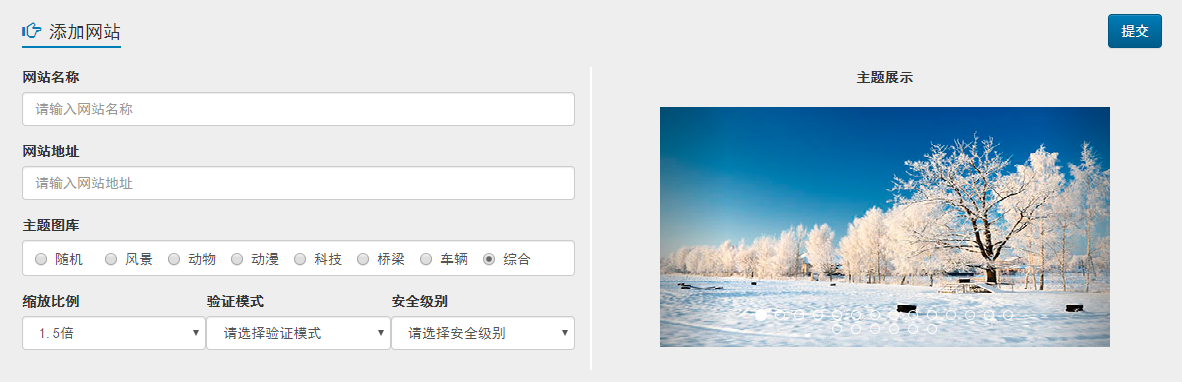 添加网站
提交
网站名称
请输入网站名称
网站地址
请输入网站地址
主题图库
随机 风景 动物 动漫 科技 桥梁 车辆 综合
缩放比例 验证模式 安全级别
1.5倍 请选择验证模式 请选择安全级别
主题展示